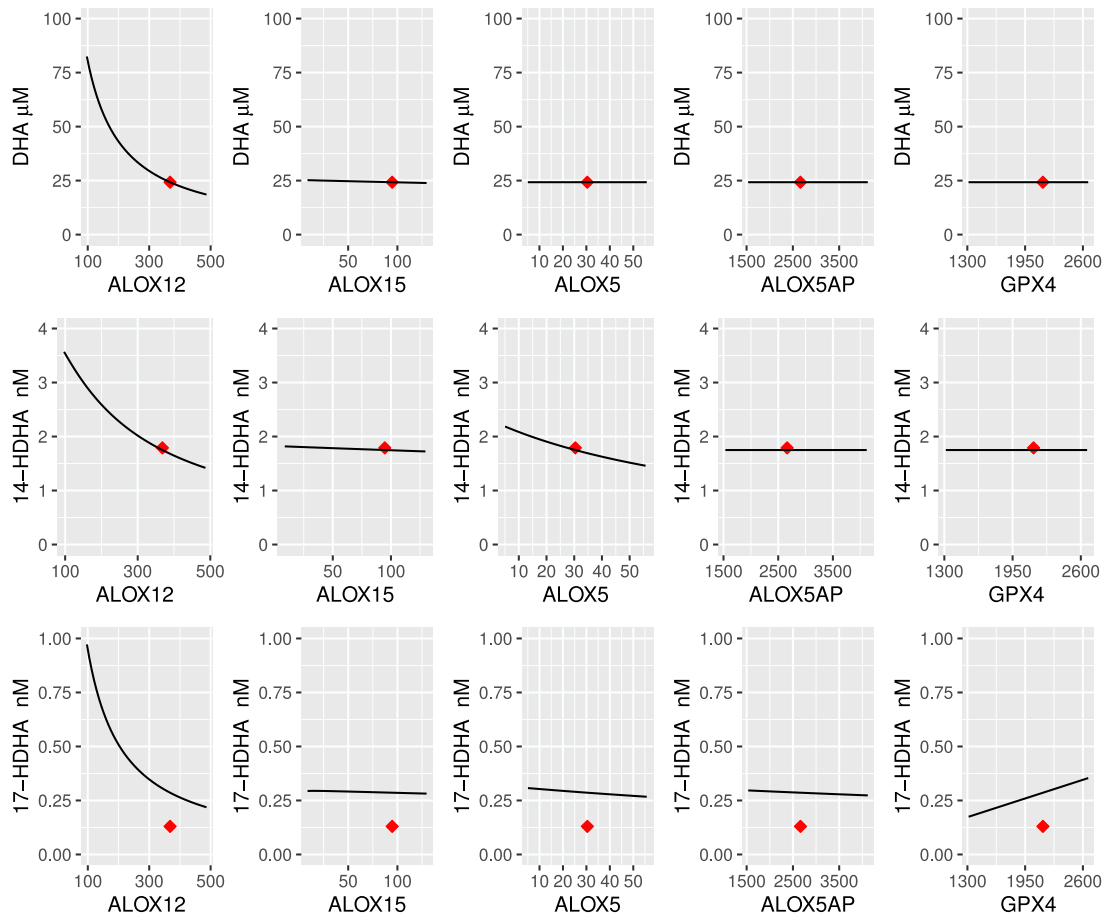 DHA μM
100
75
50
25
0
100 300 500
ALOX12
DHA μM
100
75
50
25
0
50 100
ALOX15
DHA μM
100
75
50
25
0
10 20 30 40 50
ALOX5
DHA μM
100
75
50
25
0
1500 2500 3500
ALOX5AP
DHA μM
100
75
50
25
0
1300 1950 2600
GPX4
14−HDHA nM
4
3
2
1
0
100 300 500
ALOX12
14−HDHA nM
4
3
2
1
0
50 100
ALOX15
14−HDHA nM
4
3
2
1
0
10 20 30 40 50
ALOX5
14−HDHA nM
4
3
2
1
0
1500 2500 3500
ALOX5AP
14−HDHA nM
4
3
2
1
0
1300 1950 2600
GPX4
17−HDHA nM
1.00
0.75
0.50
0.25
0.00
100 300 500
ALOX12
17−HDHA nM
1.00
0.75
0.50
0.25
0.00
50 100
ALOX15
17−HDHA nM
1.00
0.75
0.50
0.25
0.00
10 20 30 40 50
ALOX5
17−HDHA nM
1.00
0.75
0.50
0.25
0.00
1500 2500 3500
ALOX5AP
17−HDHA nM
1.00
0.75
0.50
0.25
0.00
1300 1950 2600
GPX4